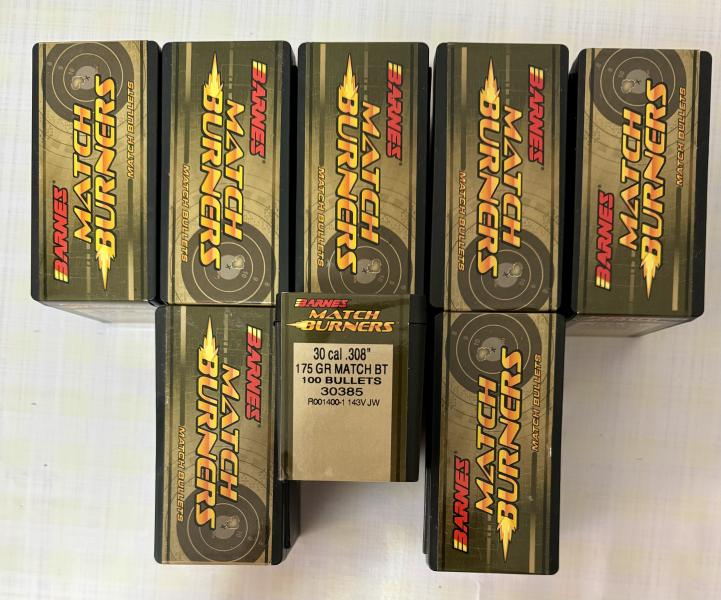 BARNES
MATCH
BURNERS
MATCH BULLETS
BARNES
MATCH
BURNERS
MATCH BULLETS
BARNES
MATCH
BURNERS
MATCH BULLETS
BARNES
MATCH
BURNERS
MATCH BULLETS
BARNES
MATCH
BURNERS
MATCH BULLETS
BARNES
MATCH
BURNERS
MATCH BULLETS
BARNES
MATCH
BURNERS
30 cal .308"
175 GR MATCH BT
100 BULLETS
30385
R001400-1 143V JW
BARNES
MATCH
BURNERS
MATCH BULLETS